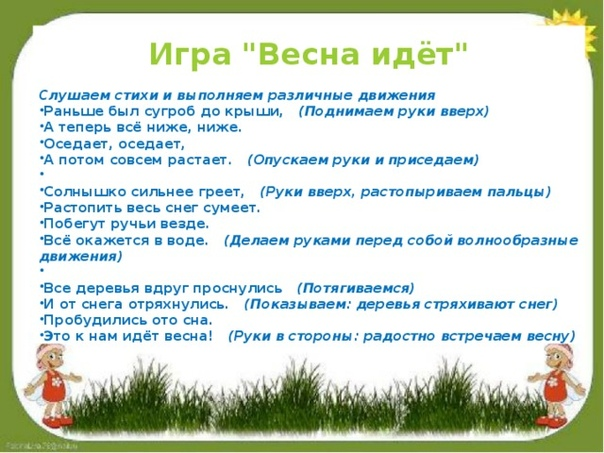 Игра "Весна идёт"
Слушаем стихи и выполняем различные движения
•Раньше был сугроб до крыши, (Поднимаем руки вверх)
•А теперь всё ниже, ниже.
•Оседает, оседает,
•А потом совсем растает. (Опускаем руки и приседаем)
•
•Солнышко сильнее греет, (Руки вверх, растопыриваем пальцы)
•Растопить весь снег сумеет.
•Побегут ручьи везде.
•Всё окажется в воде. (Делаем руками перед собой волнообразные
движения)
•
•Все деревья вдруг проснулись (Потягиваемся)
•И от снега отряхнулись. (Показываем: деревья стряхивают снег)
•Пробудились ото сна.
•Это к нам идёт весна! (Руки в стороны: радостно встречаем весну)